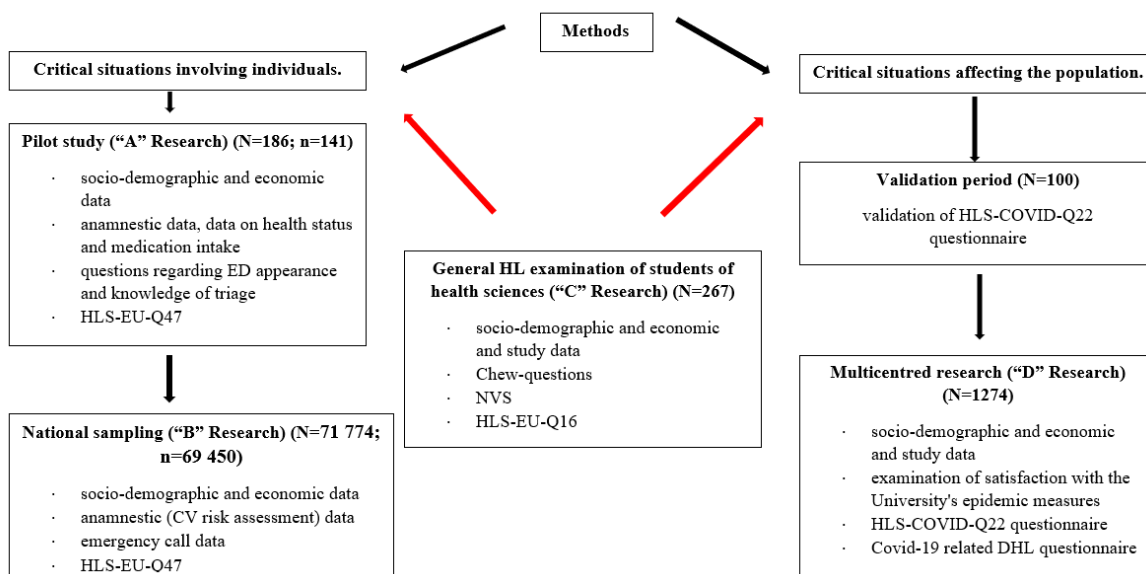 Methods
Critical situations involving individuals.
Pilot study (“A” Research) (N=186; n=141)
· socio-demographic and economic
data
· anamnestic data, data on health status
and medication intake
· questions regarding ED appearance
and knowledge of triage
· HLS-EU-Q47
National sampling (“B” Research) (N=71 774;
n=69 450)
· socio-demographic and economic data
· anamnestic (CV risk assessment) data
· emergency call data
· HLS-EU-Q47
General HL examination of students of
health sciences (“C” Research) (N=267)
· socio-demographic and economic
and study data
· Chew-questions
· NVS
· HLS-EU-Q16
Critical situations affecting the population.
Validation period (N=100)
validation of HLS-COVID-Q22
questionnaire
Multicentred research (“D” Research)
(N=1274)
· socio-demographic and economic
and study data
· examination of satisfaction with the
University's epidemic measures
· HLS-COVID-Q22 questionnaire
· Covid-19 related DHL questionnaire